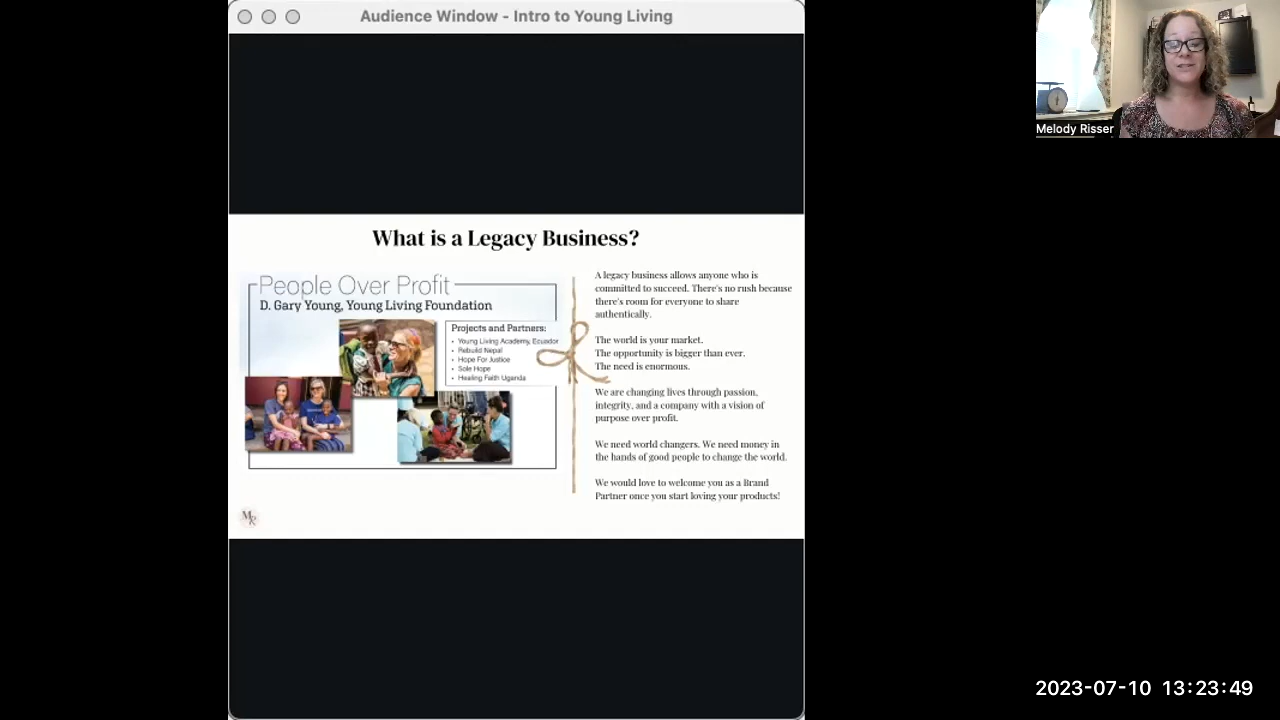 Audience Window - Intro to Young Living
Melody Risser
What is a Legacy Business?
People Over Profit
D. Gary Young, Young Living Foundation
Projects and Partners:
• Young Living Academy, Ecuador
• Rebuild Nepal
• Hope For Justice
• Sole Hope
• Healing Faith Uganda
A legacy business allows anyone who is
committed to succeed. There's no rush because
there's room for everyone to share
authentically.
The world is your market.
The opportunity is bigger than ever.
The need is enormous.
We are changing lives through passion,
integrity, and a company with a vision of
purpose over profit.
We need world changers. We need money in
the hands of good people to change the world.
We would love to welcome you as a Brand
Partner once you start loving your products!
MR
2023-07-10 13:23:49